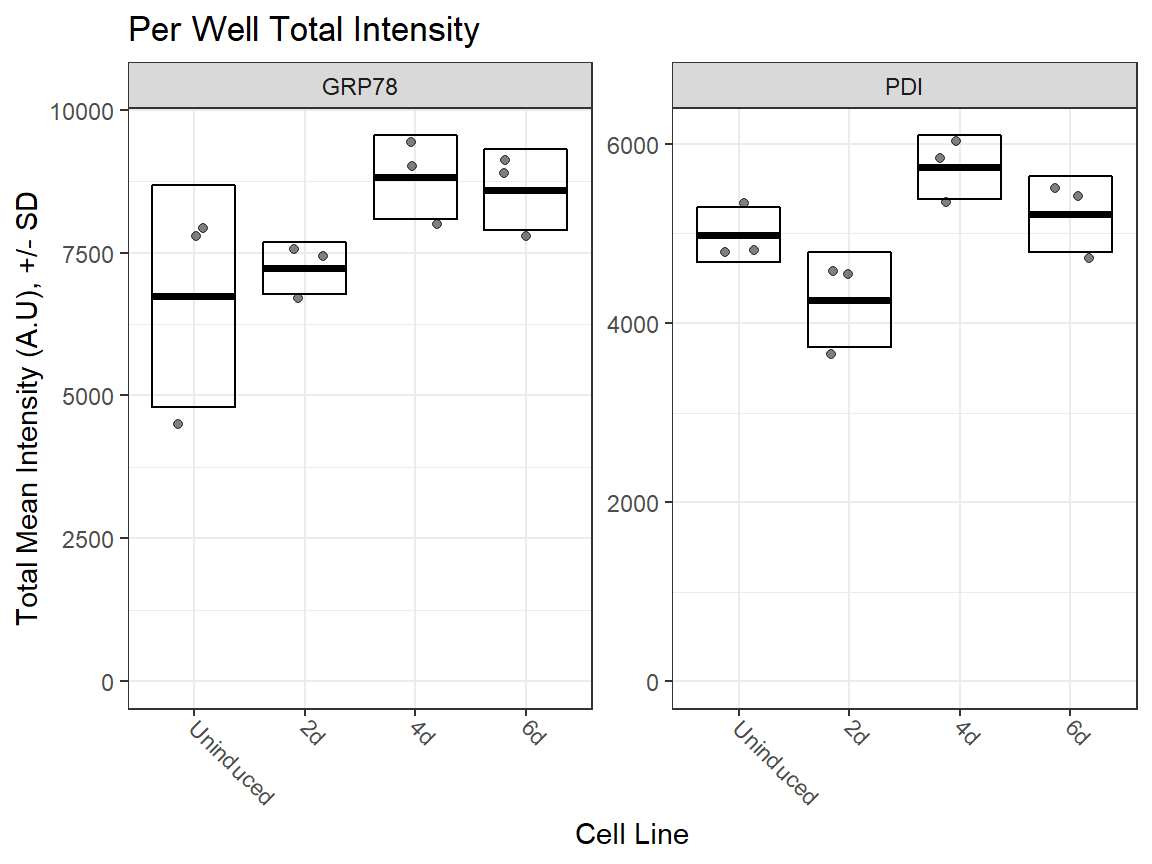 Per Well Total Intensity
GRP78
PDI
Total Mean Intensity (A.U), +/- SD
10000
7500
5000
2500
0
6000
4000
2000
0
Uninduced
2d
4d
6d
Uninduced
2d
4d
6d
Cell Line